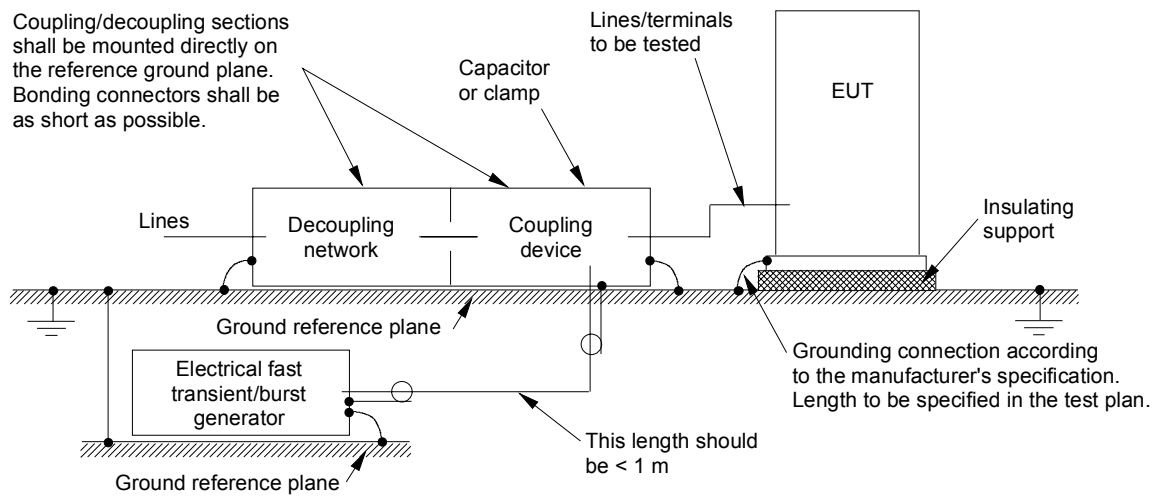 Coupling/decoupling sections
shall be mounted directly on
the reference ground plane.
Bonding connectors shall be
as short as possible.
Lines/terminals
to be tested
Capacitor
or clamp
EUT
Lines
Decoupling
network
Coupling
device
Insulating
support
Ground reference plane
Electrical fast
transient/burst
generator
Grounding connection according
to the manufacturer's specification.
Length to be specified in the test plan.
This length should
be < 1 m
Ground reference plane